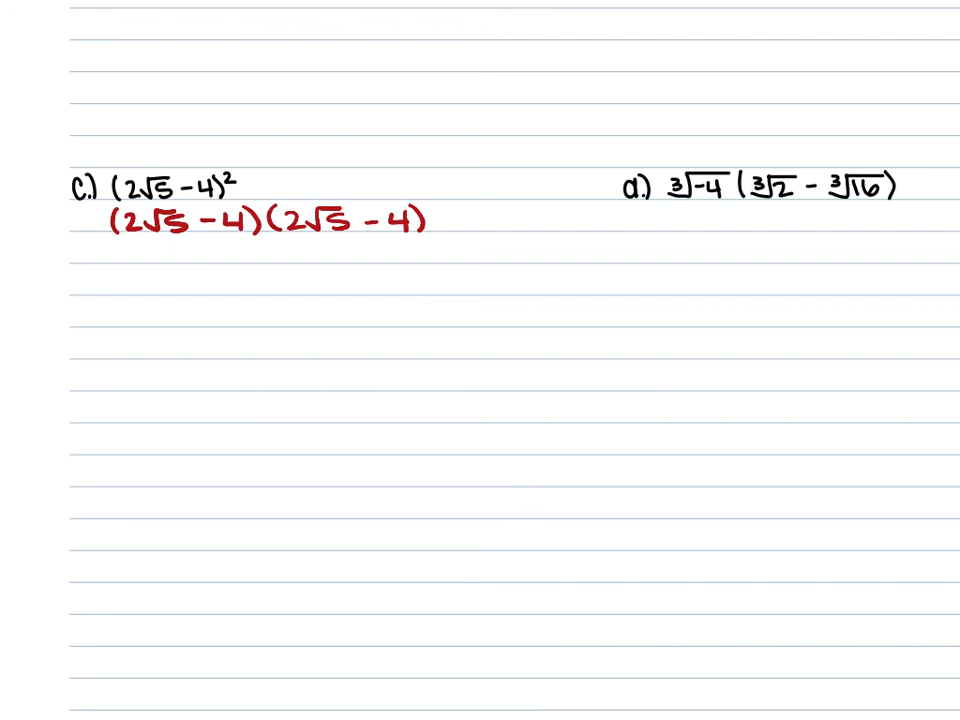 c.) (2√5 - 4)²
(2√5 - 4)(2√5 - 4)
d.) ∛-4 (∛2 - ∛16)